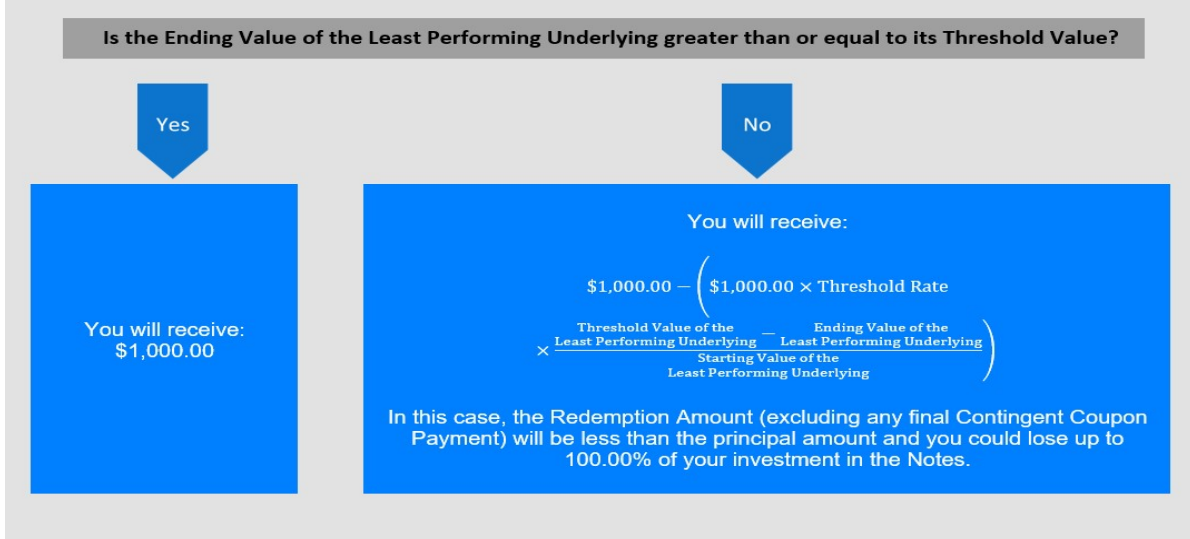 Is the Ending Value of the Least Performing Underlying greater than or equal to its Threshold Value?
Yes
No
You will receive:
$1,000.00
You will receive:
$1,000.00 − ( $1,000.00 × Threshold Rate
× Threshold Value of the Least Performing Underlying − Ending Value of the Least Performing Underlying
Starting Value of the
Least Performing Underlying )
In this case, the Redemption Amount (excluding any final Contingent Coupon
Payment) will be less than the principal amount and you could lose up to
100.00% of your investment in the Notes.